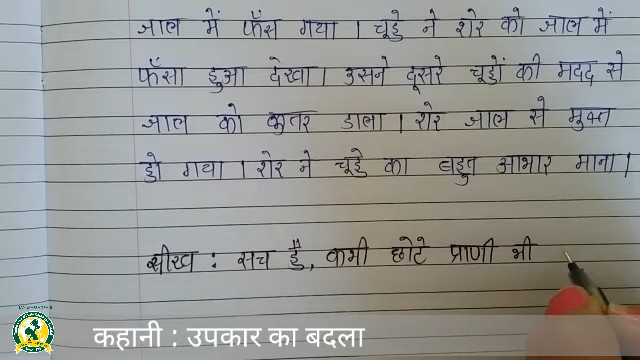 जाल में फँस गया । चूहे ने शेर को जाल में
फँसा हुआ देखा । उसने दूसरे चूहों की मदद से
जाल को कुतर डाला । शेर जाल से मुक्त
हो गया । शेर ने चूहे का बहुत आभार माना ।
सीख : सच है, कभी छोटे प्राणी भी
कहानी : उपकार का बदला